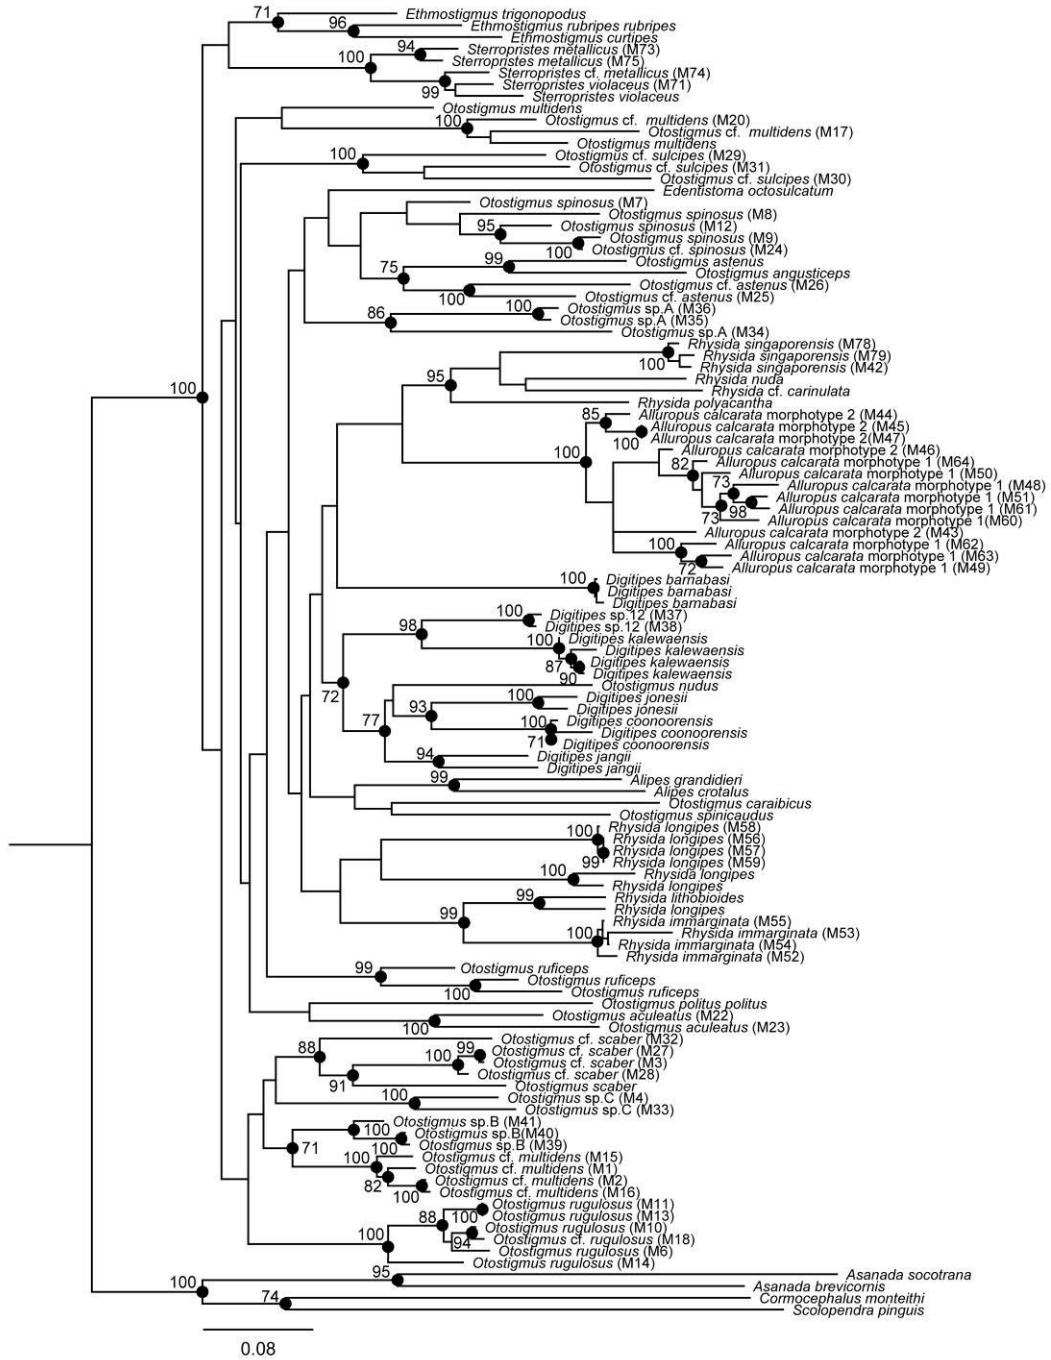 71
Ethmostigmus trigonopodus
96
Ethmostigmus rubripes rubripes
Ethmostigmus curtipes
94
Sterropristes metallicus (M73)
100
Sterropristes metallicus (M75)
Sterropristes cf. metallicus (M74)
99
Sterropristes violaceus (M71)
Sterropristes violaceus
Otostigmus multidens
100
Otostigmus cf. multidens (M20)
Otostigmus cf. multidens (M17)
Otostigmus multidens
100
Otostigmus cf. sulcipes (M29)
Otostigmus cf. sulcipes (M31)
Otostigmus cf. sulcipes (M30)
Edentistoma octosulcatum
Otostigmus spinosus (M7)
Otostigmus spinosus (M8)
95
Otostigmus spinosus (M12)
Otostigmus spinosus (M9)
100
Otostigmus cf. spinosus (M24)
99
Otostigmus astenus
75
Otostigmus angusticeps
Otostigmus cf. astenus (M26)
100
Otostigmus cf. astenus (M25)
100
Otostigmus sp.A (M36)
86
Otostigmus sp.A (M35)
Otostigmus sp.A (M34)
Rhysida singaporensis (M78)
Rhysida singaporensis (M79)
100
Rhysida singaporensis (M42)
95
Rhysida nuda
100
Rhysida cf. carinulata
Rhysida polyacantha
85
Alluropus calcarata morphotype 2 (M44)
Alluropus calcarata morphotype 2 (M45)
100
Alluropus calcarata morphotype 2(M47)
100
Alluropus calcarata morphotype 2 (M46)
82
Alluropus calcarata morphotype 1 (M64)
Alluropus calcarata morphotype 1 (M50)
73
Alluropus calcarata morphotype 1 (M48)
Alluropus calcarata morphotype 1 (M51)
98
Alluropus calcarata morphotype 1 (M61)
73
Alluropus calcarata morphotype 1(M60)
Alluropus calcarata morphotype 2 (M43)
100
Alluropus calcarata morphotype 1 (M62)
Alluropus calcarata morphotype 1 (M63)
72
Alluropus calcarata morphotype 1 (M49)
100
Digitipes barnabasi
Digitipes barnabasi
Digitipes barnabasi
100
Digitipes sp.12 (M37)
98
Digitipes sp.12 (M38)
100
Digitipes kalewaensis
Digitipes kalewaensis
87
Digitipes kalewaensis
90
Digitipes kalewaensis
72
Otostigmus nudus
100
Digitipes jonesii
93
Digitipes jonesii
77
100
Digitipes coonoorensis
Digitipes coonoorensis
71
Digitipes coonoorensis
94
Digitipes jangii
Digitipes jangii
99
Alipes grandidieri
Alipes crotalus
Otostigmus caraibicus
Otostigmus spinicaudus
100
Rhysida longipes (M58)
Rhysida longipes (M56)
Rhysida longipes (M57)
99
Rhysida longipes (M59)
100
Rhysida longipes
Rhysida longipes
99
Rhysida lithobioides
99
Rhysida longipes
Rhysida immarginata (M55)
100
Rhysida immarginata (M53)
Rhysida immarginata (M54)
Rhysida immarginata (M52)
99
Otostigmus ruficeps
Otostigmus ruficeps
100
Otostigmus ruficeps
Otostigmus politus politus
Otostigmus aculeatus (M22)
100
Otostigmus aculeatus (M23)
88
Otostigmus cf. scaber (M32)
99
Otostigmus cf. scaber (M27)
100
Otostigmus cf. scaber (M3)
Otostigmus cf. scaber (M28)
91
Otostigmus scaber
100
Otostigmus sp.C (M4)
Otostigmus sp.C (M33)
Otostigmus sp.B (M41)
100
Otostigmus sp.B(M40)
71
100
Otostigmus sp.B (M39)
100
Otostigmus cf. multidens (M15)
Otostigmus cf. multidens (M1)
82
Otostigmus cf. multidens (M2)
100
Otostigmus cf. multidens (M16)
Otostigmus rugulosus (M11)
88
100
Otostigmus rugulosus (M13)
Otostigmus rugulosus (M10)
100
94
Otostigmus cf. rugulosus (M18)
Otostigmus rugulosus (M6)
Otostigmus rugulosus (M14)
95
Asanada socotrana
100
Asanada brevicornis
74
Cormocephalus monteithi
Scolopendra pinguis
0.08